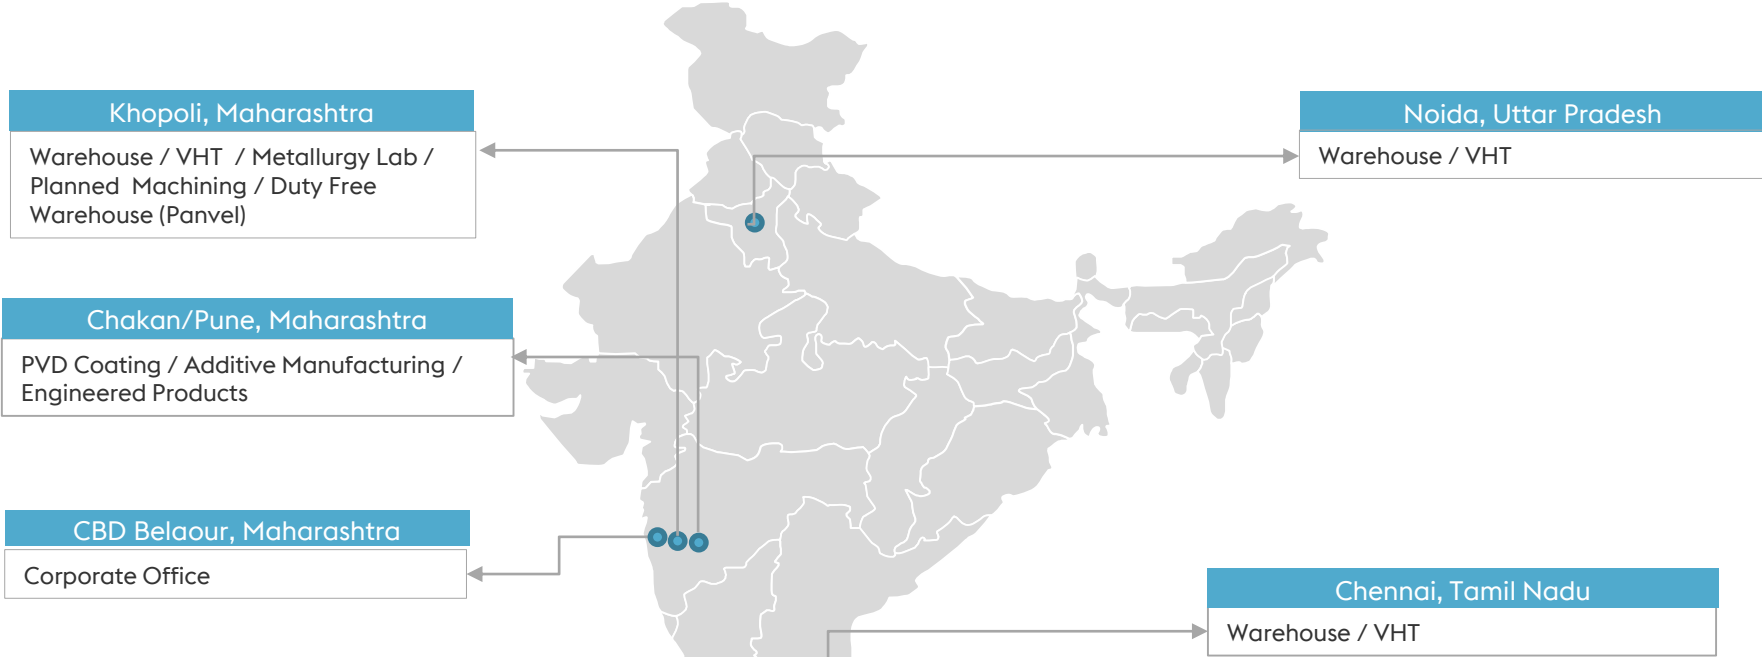 Khopoli, Maharashtra
Warehouse / VHT / Metallurgy Lab /
Planned Machining / Duty Free
Warehouse (Panvel)
Chakan/Pune, Maharashtra
PVD Coating / Additive Manufacturing /
Engineered Products
CBD Belaour, Maharashtra
Corporate Office
Noida, Uttar Pradesh
Warehouse / VHT
Chennai, Tamil Nadu
Warehouse / VHT